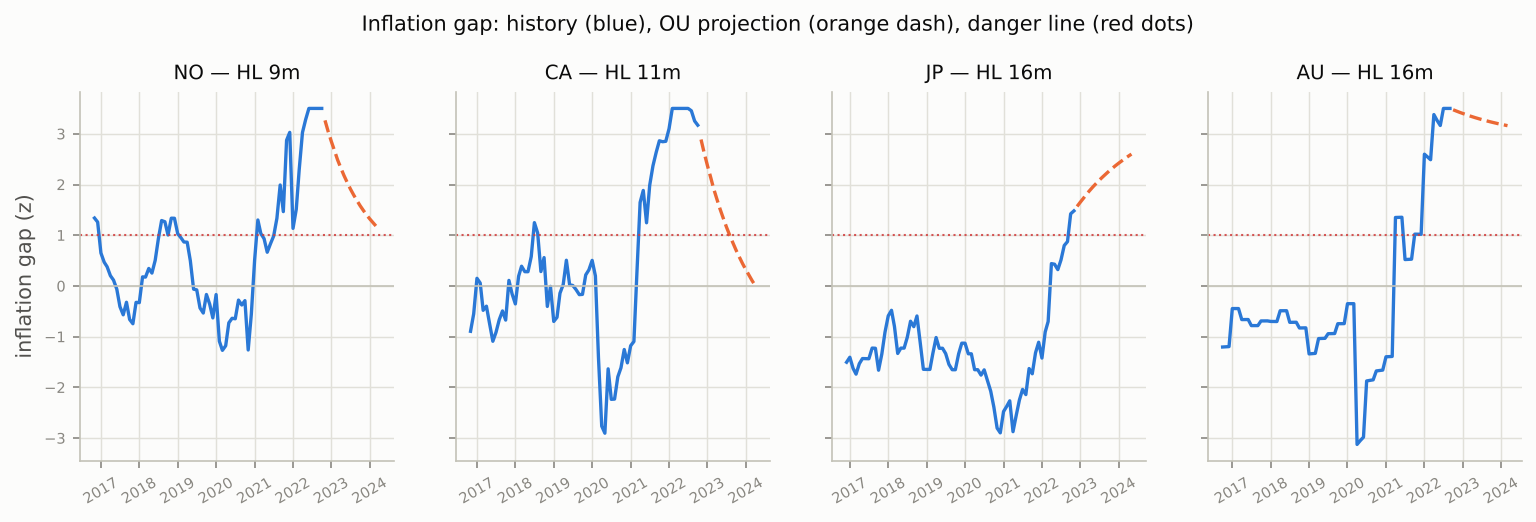 Inflation gap: history (blue), OU projection (orange dash), danger line (red dots)
NO — HL 9m
CA — HL 11m
JP — HL 16m
AU — HL 16m
inflation gap (z)
3
2
1
0
−1
−2
−3
2017 2018 2019 2020 2021 2022 2023 2024
2017 2018 2019 2020 2021 2022 2023 2024
2017 2018 2019 2020 2021 2022 2023 2024
2017 2018 2019 2020 2021 2022 2023 2024